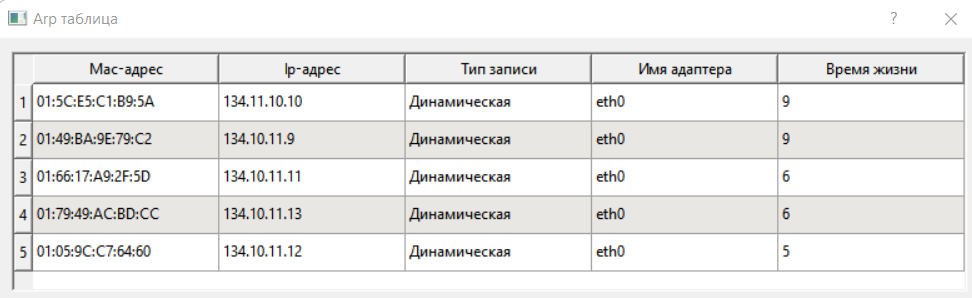 Arp таблица
Мас-адрес Ip-адрес Тип записи Имя адаптера Время жизни
1 01:5C:E5:C1:B9:5A 134.11.10.10 Динамическая eth0 9
2 01:49:BA:9E:79:C2 134.10.11.9 Динамическая eth0 9
3 01:66:17:A9:2F:5D 134.10.11.11 Динамическая eth0 6
4 01:79:49:AC:BD:CC 134.10.11.13 Динамическая eth0 6
5 01:05:9C:C7:64:60 134.10.11.12 Динамическая eth0 5